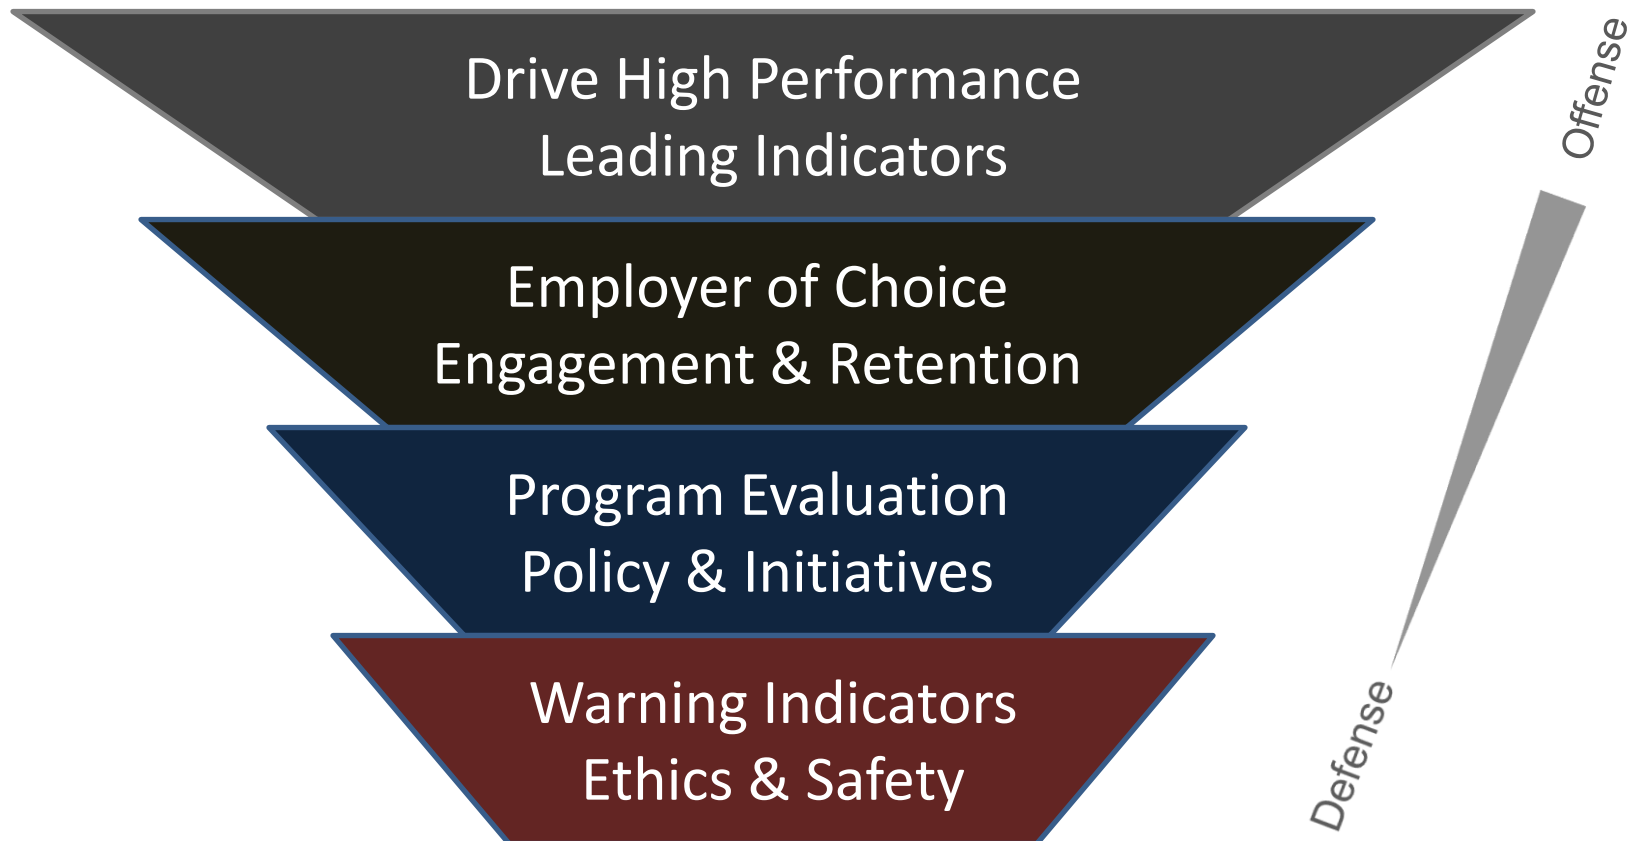 Drive High Performance
Leading Indicators
Employer of Choice
Engagement & Retention
Program Evaluation
Policy & Initiatives
Warning Indicators
Ethics & Safety
Offense
Defense